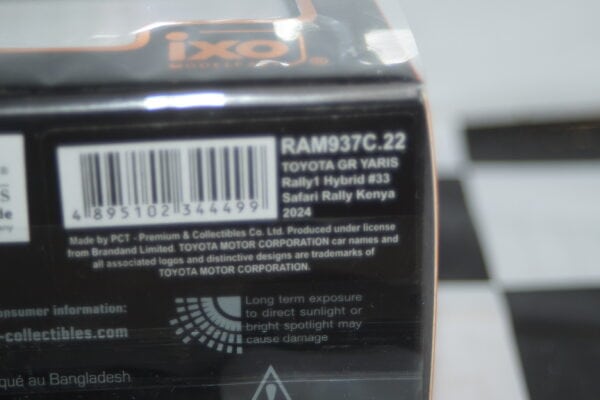 ixo
MODELS
®
RAM937C.22
TOYOTA GR YARIS
Rally1 Hybrid #33
Safari Rally Kenya
2024
4 895102 344499
Made by PCT - Premium & Collectibles Co. Ltd. Produced under license
from Brandand Limited. TOYOTA MOTOR CORPORATION car names and
all associated logos and distinctive designs are trademarks of
TOYOTA MOTOR CORPORATION.
onsumer information:
-collectibles.com
Long term exposure
to direct sunlight or
bright spotlight may
cause damage
qué au Bangladesh